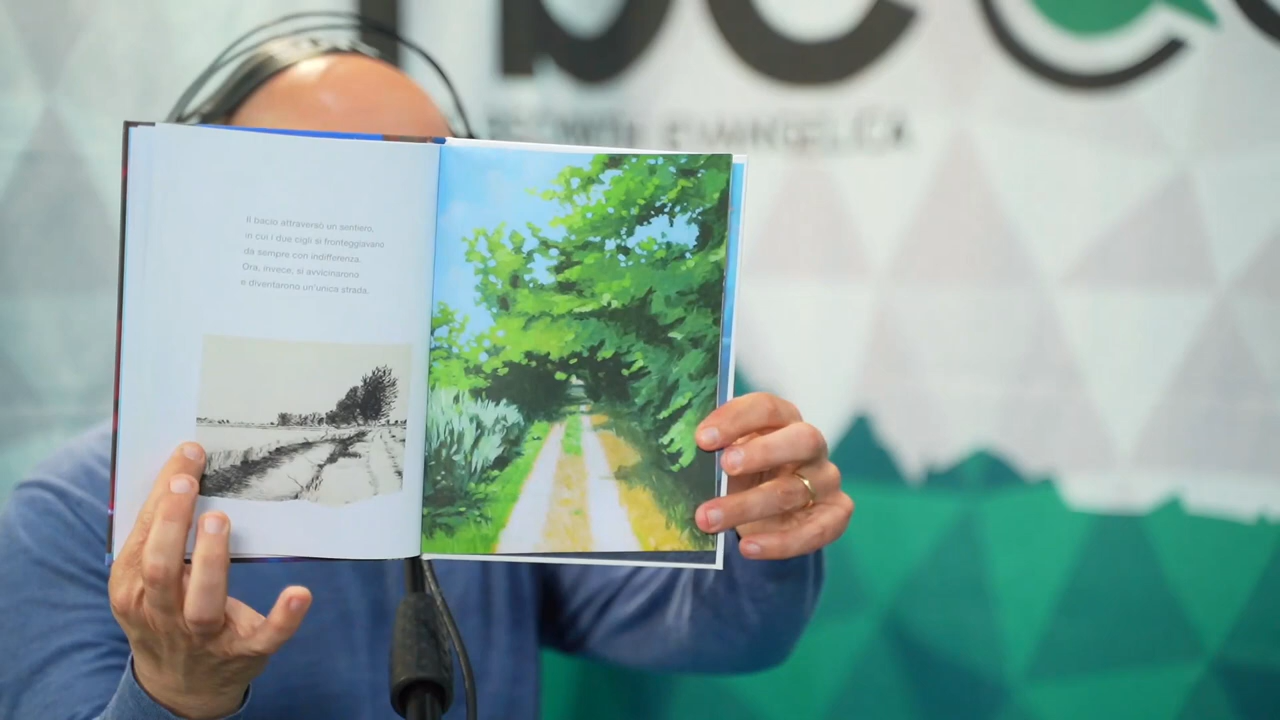 Il bacio attraversò un sentiero,
in cui i due cigli si fronteggiavano
da sempre con indifferenza.
Ora, invece, si avvicinarono
e diventarono un'unica strada.
EVANGELICA